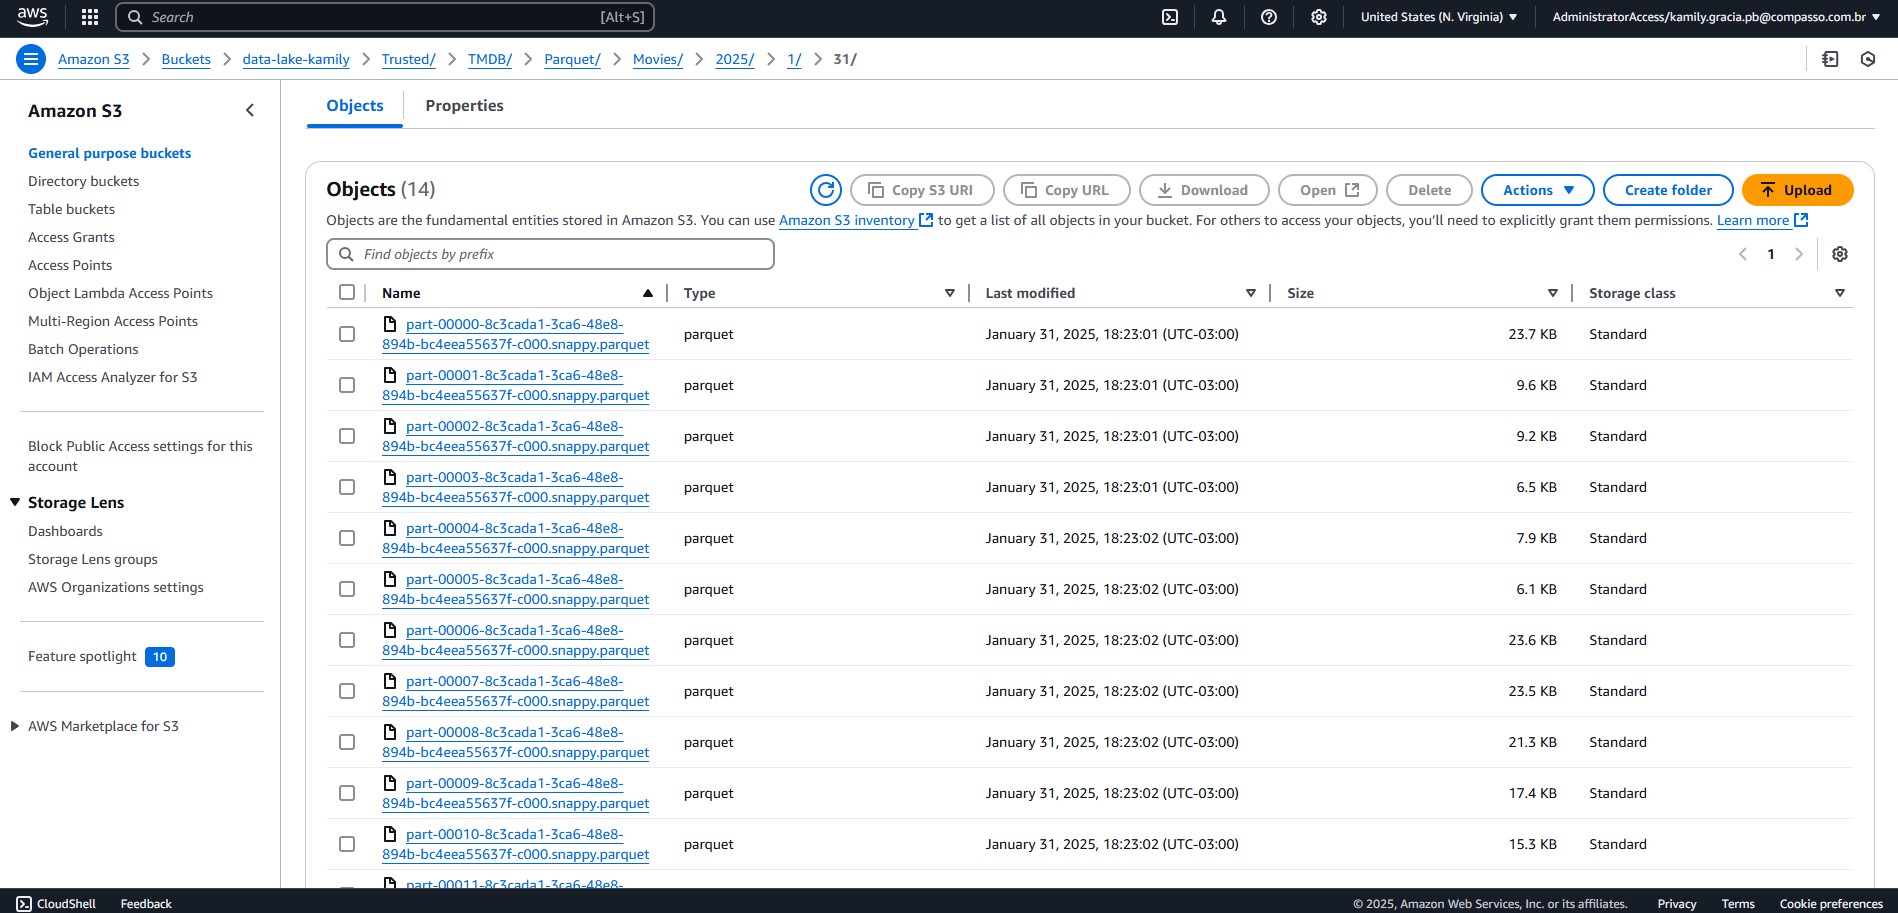 aws
Search [Alt+S]
United States (N. Virginia)
AdministratorAccess/kamily.gracia.pb@compasso.com.br
Amazon S3 > Buckets > data-lake-kamily > Trusted/ > TMDB/ > Parquet/ > Movies/ > 2025/ > 1/ > 31/
Amazon S3
General purpose buckets
Directory buckets
Table buckets
Access Grants
Access Points
Object Lambda Access Points
Multi-Region Access Points
Batch Operations
IAM Access Analyzer for S3
Block Public Access settings for this
account
Storage Lens
Dashboards
Storage Lens groups
AWS Organizations settings
Feature spotlight 10
AWS Marketplace for S3
Objects Properties
Objects (14)
Copy S3 URI Copy URL Download Open Delete Actions Create folder Upload
Objects are the fundamental entities stored in Amazon S3. You can use Amazon S3 inventory to get a list of all objects in your bucket. For others to access your objects, you'll need to explicitly grant them permissions. Learn more
Find objects by prefix
1
Name Type Last modified Size Storage class
part-00000-8c3cada1-3ca6-48e8-
894b-bc4eea55637f-c000.snappy.parquet parquet January 31, 2025, 18:23:01 (UTC-03:00) 23.7 KB Standard
part-00001-8c3cada1-3ca6-48e8-
894b-bc4eea55637f-c000.snappy.parquet parquet January 31, 2025, 18:23:01 (UTC-03:00) 9.6 KB Standard
part-00002-8c3cada1-3ca6-48e8-
894b-bc4eea55637f-c000.snappy.parquet parquet January 31, 2025, 18:23:01 (UTC-03:00) 9.2 KB Standard
part-00003-8c3cada1-3ca6-48e8-
894b-bc4eea55637f-c000.snappy.parquet parquet January 31, 2025, 18:23:01 (UTC-03:00) 6.5 KB Standard
part-00004-8c3cada1-3ca6-48e8-
894b-bc4eea55637f-c000.snappy.parquet parquet January 31, 2025, 18:23:02 (UTC-03:00) 7.9 KB Standard
part-00005-8c3cada1-3ca6-48e8-
894b-bc4eea55637f-c000.snappy.parquet parquet January 31, 2025, 18:23:02 (UTC-03:00) 6.1 KB Standard
part-00006-8c3cada1-3ca6-48e8-
894b-bc4eea55637f-c000.snappy.parquet parquet January 31, 2025, 18:23:02 (UTC-03:00) 23.6 KB Standard
part-00007-8c3cada1-3ca6-48e8-
894b-bc4eea55637f-c000.snappy.parquet parquet January 31, 2025, 18:23:02 (UTC-03:00) 23.5 KB Standard
part-00008-8c3cada1-3ca6-48e8-
894b-bc4eea55637f-c000.snappy.parquet parquet January 31, 2025, 18:23:02 (UTC-03:00) 21.3 KB Standard
part-00009-8c3cada1-3ca6-48e8-
894b-bc4eea55637f-c000.snappy.parquet parquet January 31, 2025, 18:23:02 (UTC-03:00) 17.4 KB Standard
part-00010-8c3cada1-3ca6-48e8-
894b-bc4eea55637f-c000.snappy.parquet parquet January 31, 2025, 18:23:02 (UTC-03:00) 15.3 KB Standard
part-00011-8c3cada1-3ca6-48e8-
CloudShell Feedback © 2025, Amazon Web Services, Inc. or its affiliates. Privacy Terms Cookie preferences